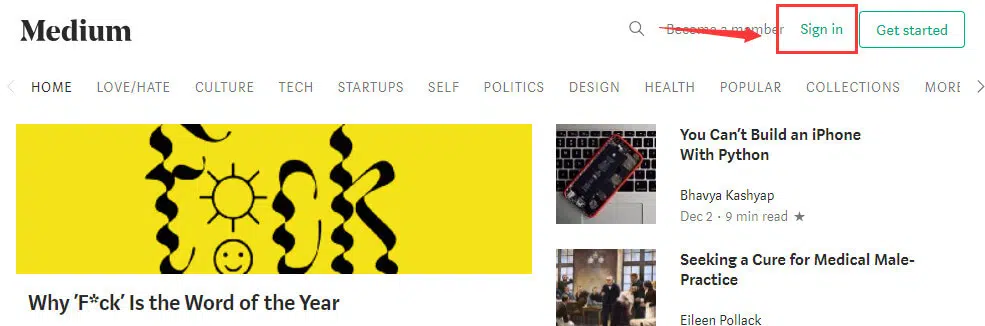 Medium
Become a member
Sign in
Get started
HOME LOVE/HATE CULTURE TECH STARTUPS SELF POLITICS DESIGN HEALTH POPULAR COLLECTIONS MORE
You Can’t Build an iPhone
With Python
Bhavya Kashyap
Dec 2 · 9 min read ★
Seeking a Cure for Medical Male-
Practice
Eileen Pollack
Why ‘F*ck’ Is the Word of the Year